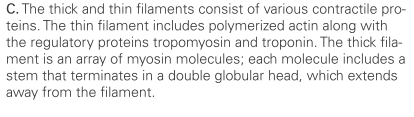 C. The thick and thin filaments consist of various contractile pro-
teins. The thin filament includes polymerized actin along with
the regulatory proteins tropomyosin and troponin. The thick fila-
ment is an array of myosin molecules; each molecule includes a
stem that terminates in a double globular head, which extends
away from the filament.